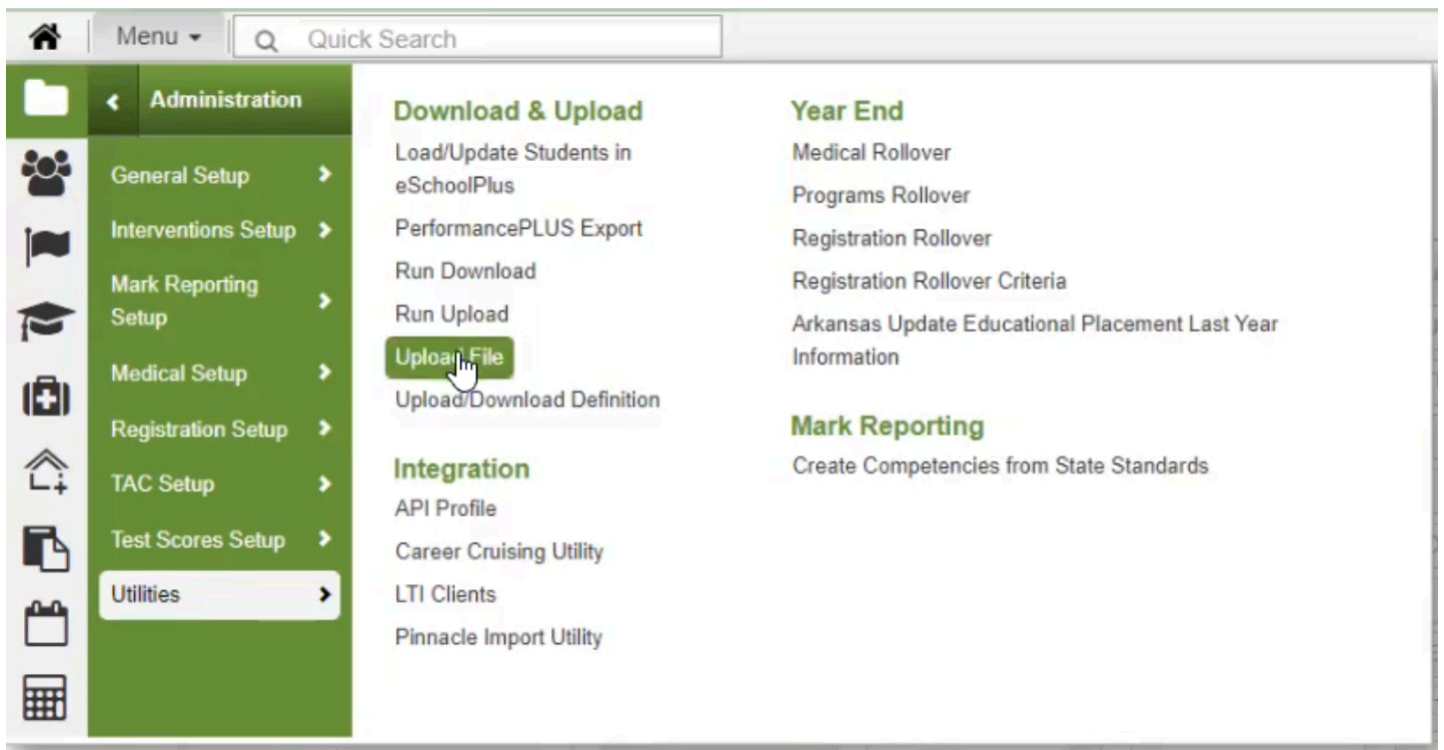 Menu
Quick Search
Administration
General Setup
Interventions Setup
Mark Reporting
Setup
Medical Setup
Registration Setup
TAC Setup
Test Scores Setup
Utilities
Download & Upload
Load/Update Students in
eSchoolPlus
PerformancePLUS Export
Run Download
Run Upload
Upload File
Upload/Download Definition
Integration
API Profile
Career Cruising Utility
LTI Clients
Pinnacle Import Utility
Year End
Medical Rollover
Programs Rollover
Registration Rollover
Registration Rollover Criteria
Arkansas Update Educational Placement Last Year
Information
Mark Reporting
Create Competencies from State Standards